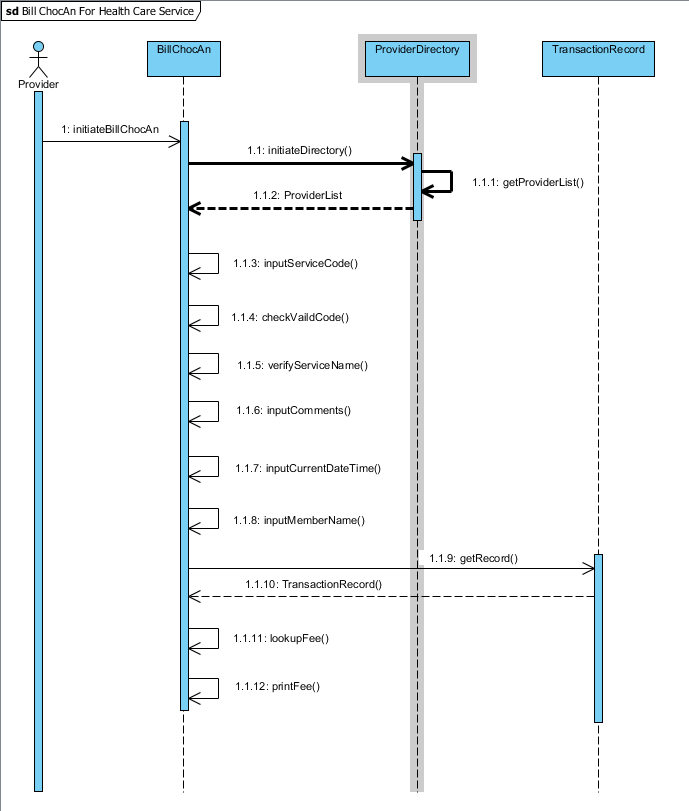 sd Bill ChocAn For Health Care Service
BillChocAn
ProviderDirectory
TransactionRecord
Provider
1: initiateBillChocAn
1.1: initiateDirectory()
1.1.1: getProviderList()
1.1.2: ProviderList
1.1.3: inputServiceCode()
1.1.4: checkVaildCode()
1.1.5: verifyServiceName()
1.1.6: inputComments()
1.1.7: inputCurrentDateTime()
1.1.8: inputMemberName()
1.1.9: getRecord()
1.1.10: TransactionRecord()
1.1.11: lookupFee()
1.1.12: printFee()